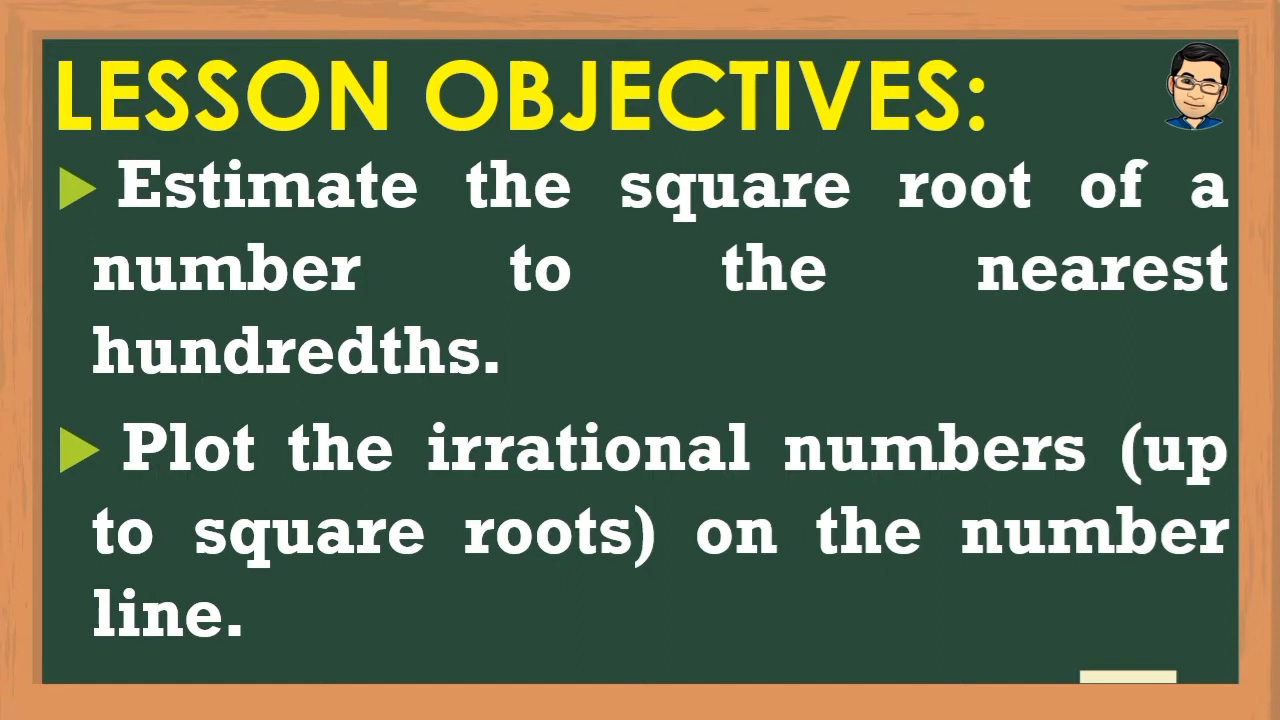 LESSON OBJECTIVES:
Estimate the square root of a
number to the nearest
hundredths.
Plot the irrational numbers (up
to square roots) on the number
line.